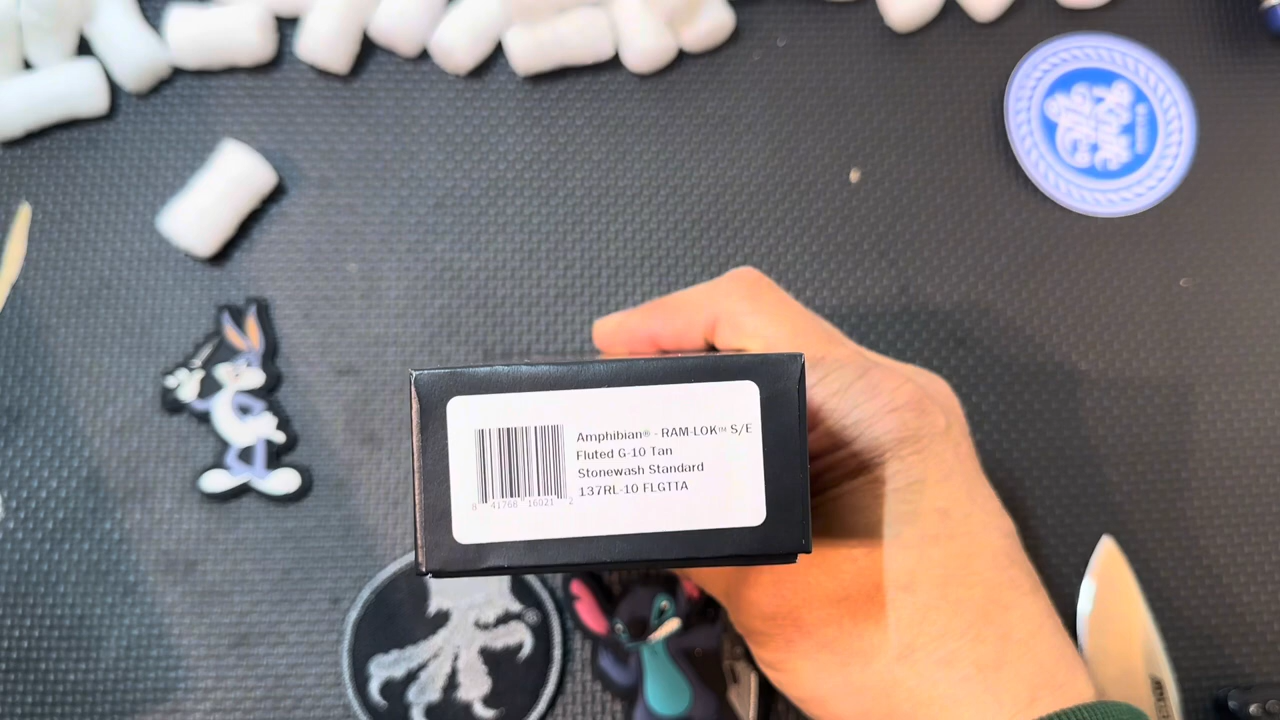 Amphibian® - RAM-LOK™ S/E
Fluted G-10 Tan
Stonewash Standard
137RL-10 FLGTTA
8 41768 16021 2